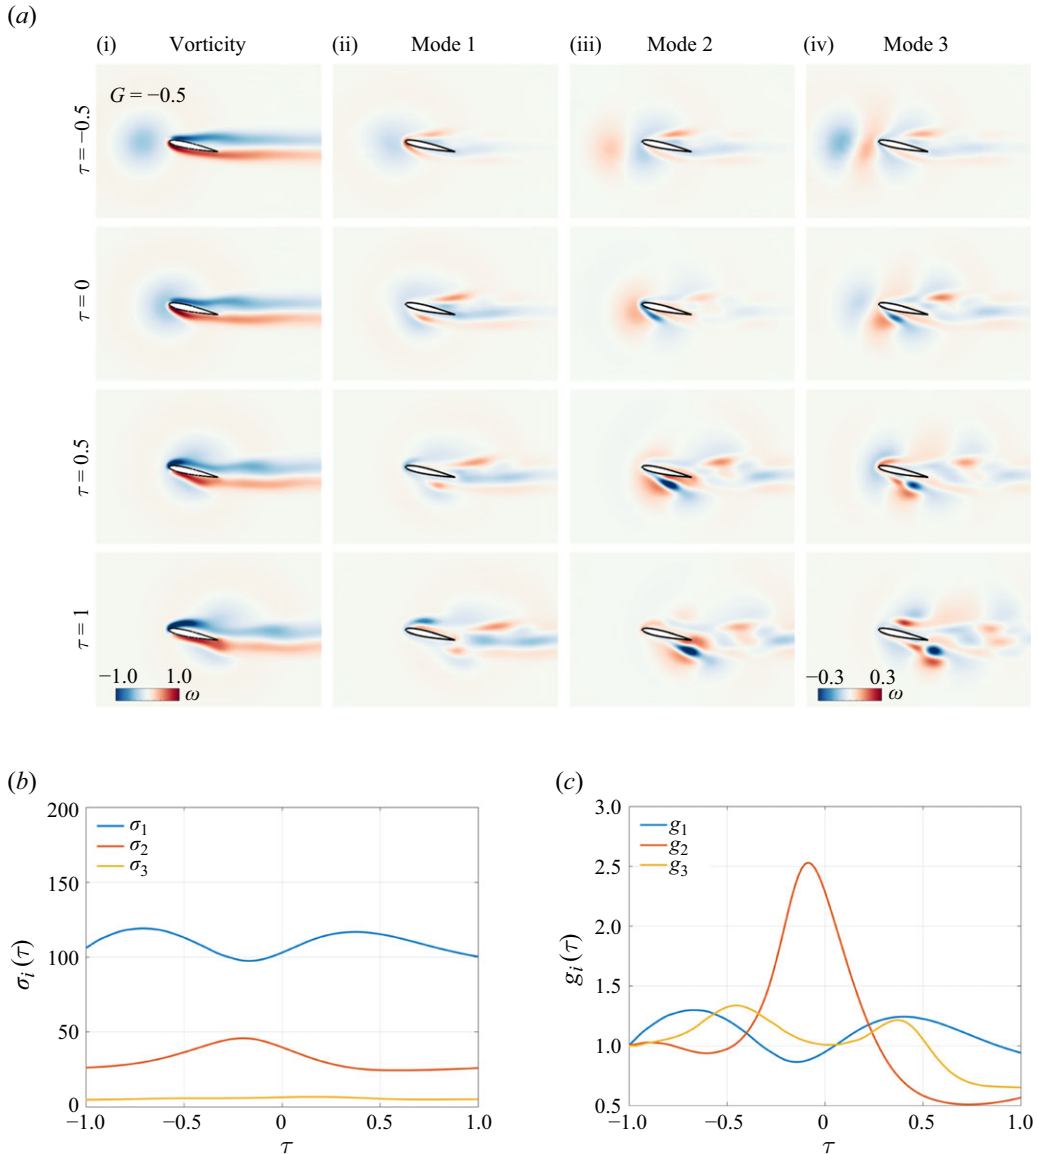 (a)
(i) Vorticity (ii) Mode 1 (iii) Mode 2 (iv) Mode 3
G = −0.5
τ = −0.5
τ = 0
τ = 0.5
τ = 1
−1.0 1.0 ω
−0.3 0.3 ω
(b) (c)
200
150
100
50
0
σ1
σ2
σ3
σi (τ)
−1.0 −0.5 0 0.5 1.0
τ
3.0
2.5
2.0
1.5
1.0
0.5
g1
g2
g3
gi (τ)
−1.0 −0.5 0 0.5 1.0
τ